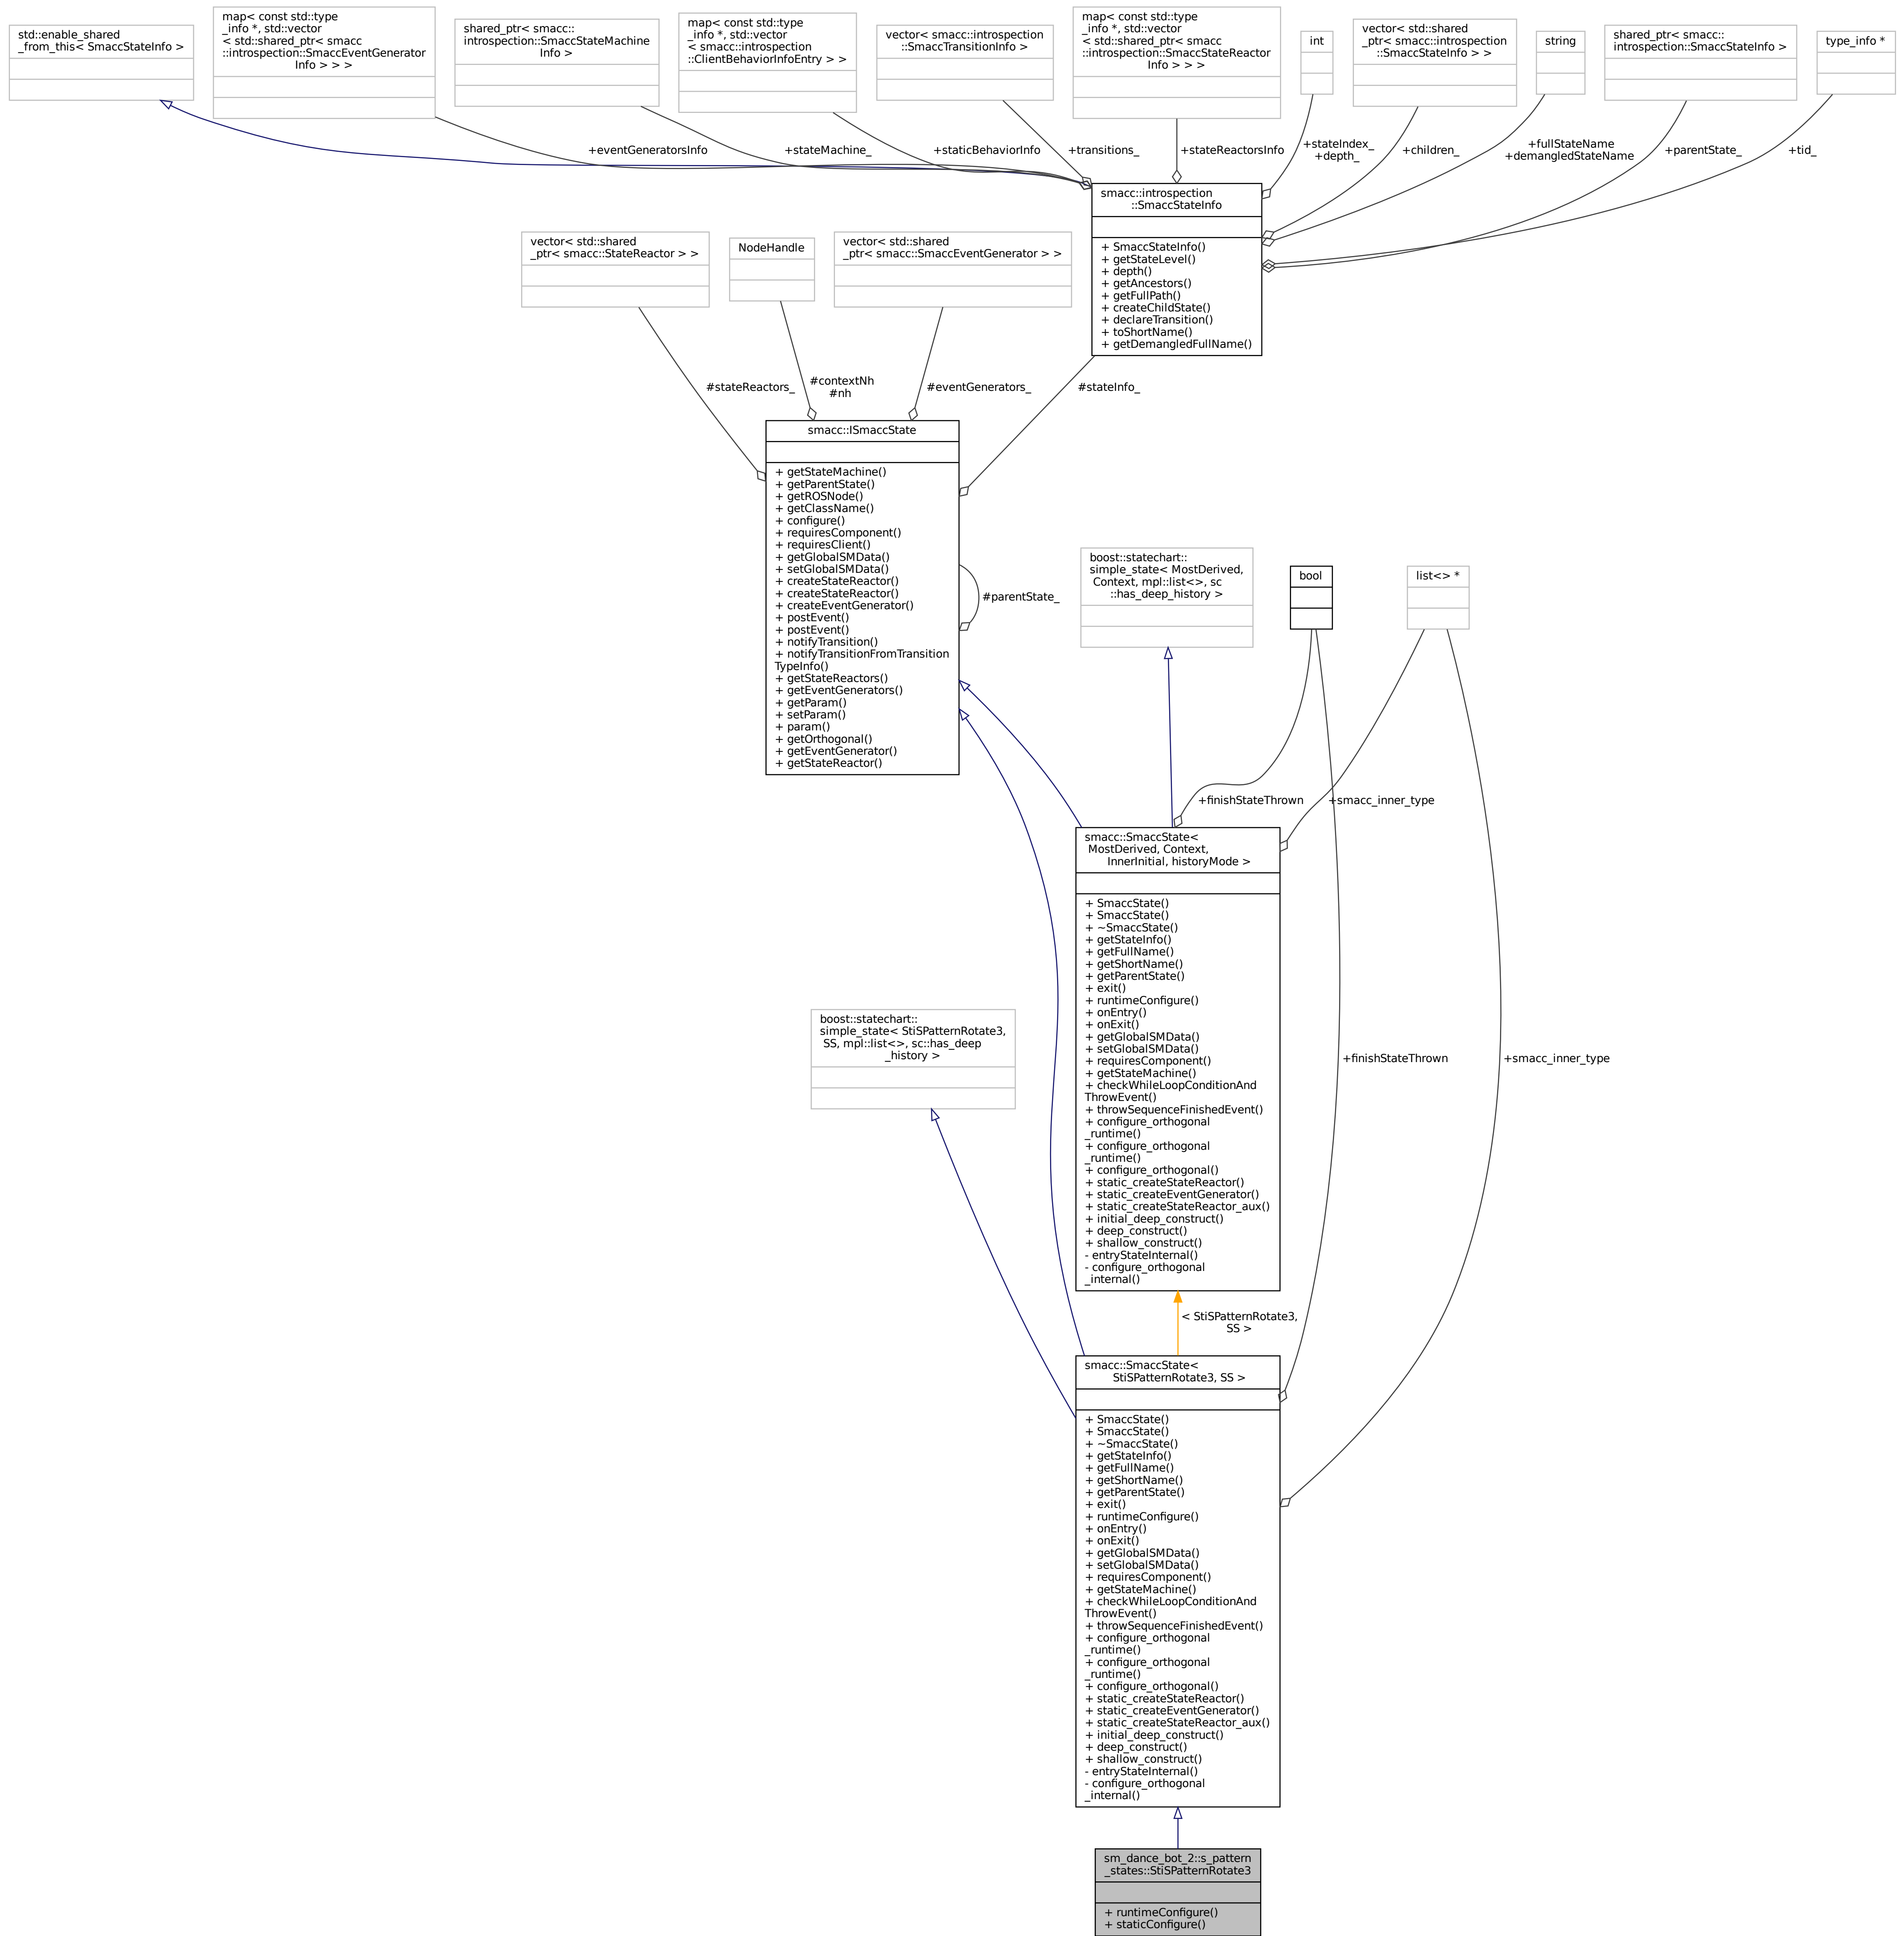 std::enable_shared
_from_this< SmaccStateInfo >
map< const std::type
_info *, std::vector
< std::shared_ptr< smacc
::introspection::SmaccEventGenerator
Info > > >
shared_ptr< smacc::
introspection::SmaccStateMachine
Info >
map< const std::type
_info *, std::vector
< smacc::introspection
::ClientBehaviorInfoEntry > >
vector< smacc::introspection
::SmaccTransitionInfo >
map< const std::type
_info *, std::vector
< std::shared_ptr< smacc
::introspection::SmaccStateReactor
Info > > >
int
vector< std::shared
_ptr< smacc::introspection
::SmaccStateInfo > >
string
shared_ptr< smacc::
introspection::SmaccStateInfo >
type_info *
+eventGeneratorsInfo
+stateMachine_
+staticBehaviorInfo
+transitions_
+stateReactorsInfo
+stateIndex_
+depth_
+children_
+fullStateName
+demangledStateName
+parentState_
+tid_
smacc::introspection
::SmaccStateInfo
+ SmaccStateInfo()
+ getStateLevel()
+ depth()
+ getAncestors()
+ getFullPath()
+ createChildState()
+ declareTransition()
+ toShortName()
+ getDemangledFullName()
vector< std::shared
_ptr< smacc::StateReactor > >
NodeHandle
vector< std::shared
_ptr< smacc::SmaccEventGenerator > >
#stateReactors_
#contextNh
#nh
#eventGenerators_
#stateInfo_
smacc::ISmaccState
+ getStateMachine()
+ getParentState()
+ getROSNode()
+ getClassName()
+ configure()
+ requiresComponent()
+ requiresClient()
+ getGlobalSMData()
+ setGlobalSMData()
+ createStateReactor()
+ createStateReactor()
+ createEventGenerator()
+ postEvent()
+ postEvent()
+ notifyTransition()
+ notifyTransitionFromTransition
TypeInfo()
+ getStateReactors()
+ getEventGenerators()
+ getParam()
+ setParam()
+ param()
+ getOrthogonal()
+ getEventGenerator()
+ getStateReactor()
#parentState_
boost::statechart::
simple_state< MostDerived,
Context, mpl::list<>, sc
::has_deep_history >
bool
list<> *
+finishStateThrown
+smacc_inner_type
smacc::SmaccState<
MostDerived, Context,
InnerInitial, historyMode >
+ SmaccState()
+ SmaccState()
+ ~SmaccState()
+ getStateInfo()
+ getFullName()
+ getShortName()
+ getParentState()
+ exit()
+ runtimeConfigure()
+ onEntry()
+ onExit()
+ getGlobalSMData()
+ setGlobalSMData()
+ requiresComponent()
+ getStateMachine()
+ checkWhileLoopConditionAnd
ThrowEvent()
+ throwSequenceFinishedEvent()
+ configure_orthogonal
_runtime()
+ configure_orthogonal
_runtime()
+ configure_orthogonal()
+ static_createStateReactor()
+ static_createEventGenerator()
+ static_createStateReactor_aux()
+ initial_deep_construct()
+ deep_construct()
+ shallow_construct()
- entryStateInternal()
- configure_orthogonal
_internal()
boost::statechart::
simple_state< StiSPatternRotate3,
SS, mpl::list<>, sc::has_deep
_history >
+finishStateThrown
+smacc_inner_type
< StiSPatternRotate3,
SS >
smacc::SmaccState<
StiSPatternRotate3, SS >
+ SmaccState()
+ SmaccState()
+ ~SmaccState()
+ getStateInfo()
+ getFullName()
+ getShortName()
+ getParentState()
+ exit()
+ runtimeConfigure()
+ onEntry()
+ onExit()
+ getGlobalSMData()
+ setGlobalSMData()
+ requiresComponent()
+ getStateMachine()
+ checkWhileLoopConditionAnd
ThrowEvent()
+ throwSequenceFinishedEvent()
+ configure_orthogonal
_runtime()
+ configure_orthogonal
_runtime()
+ configure_orthogonal()
+ static_createStateReactor()
+ static_createEventGenerator()
+ static_createStateReactor_aux()
+ initial_deep_construct()
+ deep_construct()
+ shallow_construct()
- entryStateInternal()
- configure_orthogonal
_internal()
sm_dance_bot_2::s_pattern
_states::StiSPatternRotate3
+ runtimeConfigure()
+ staticConfigure()